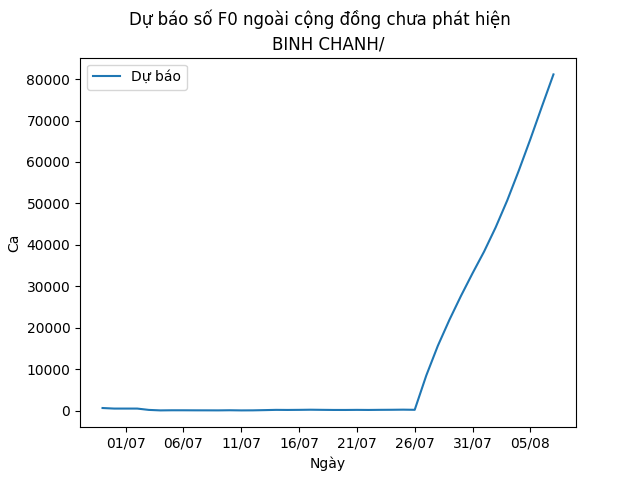 Dự báo số F0 ngoài cộng đồng chưa phát hiện
BINH CHANH/
Dự báo
80000
70000
60000
50000
40000
30000
20000
10000
0
Ca
01/07 06/07 11/07 16/07 21/07 26/07 31/07 05/08
Ngày